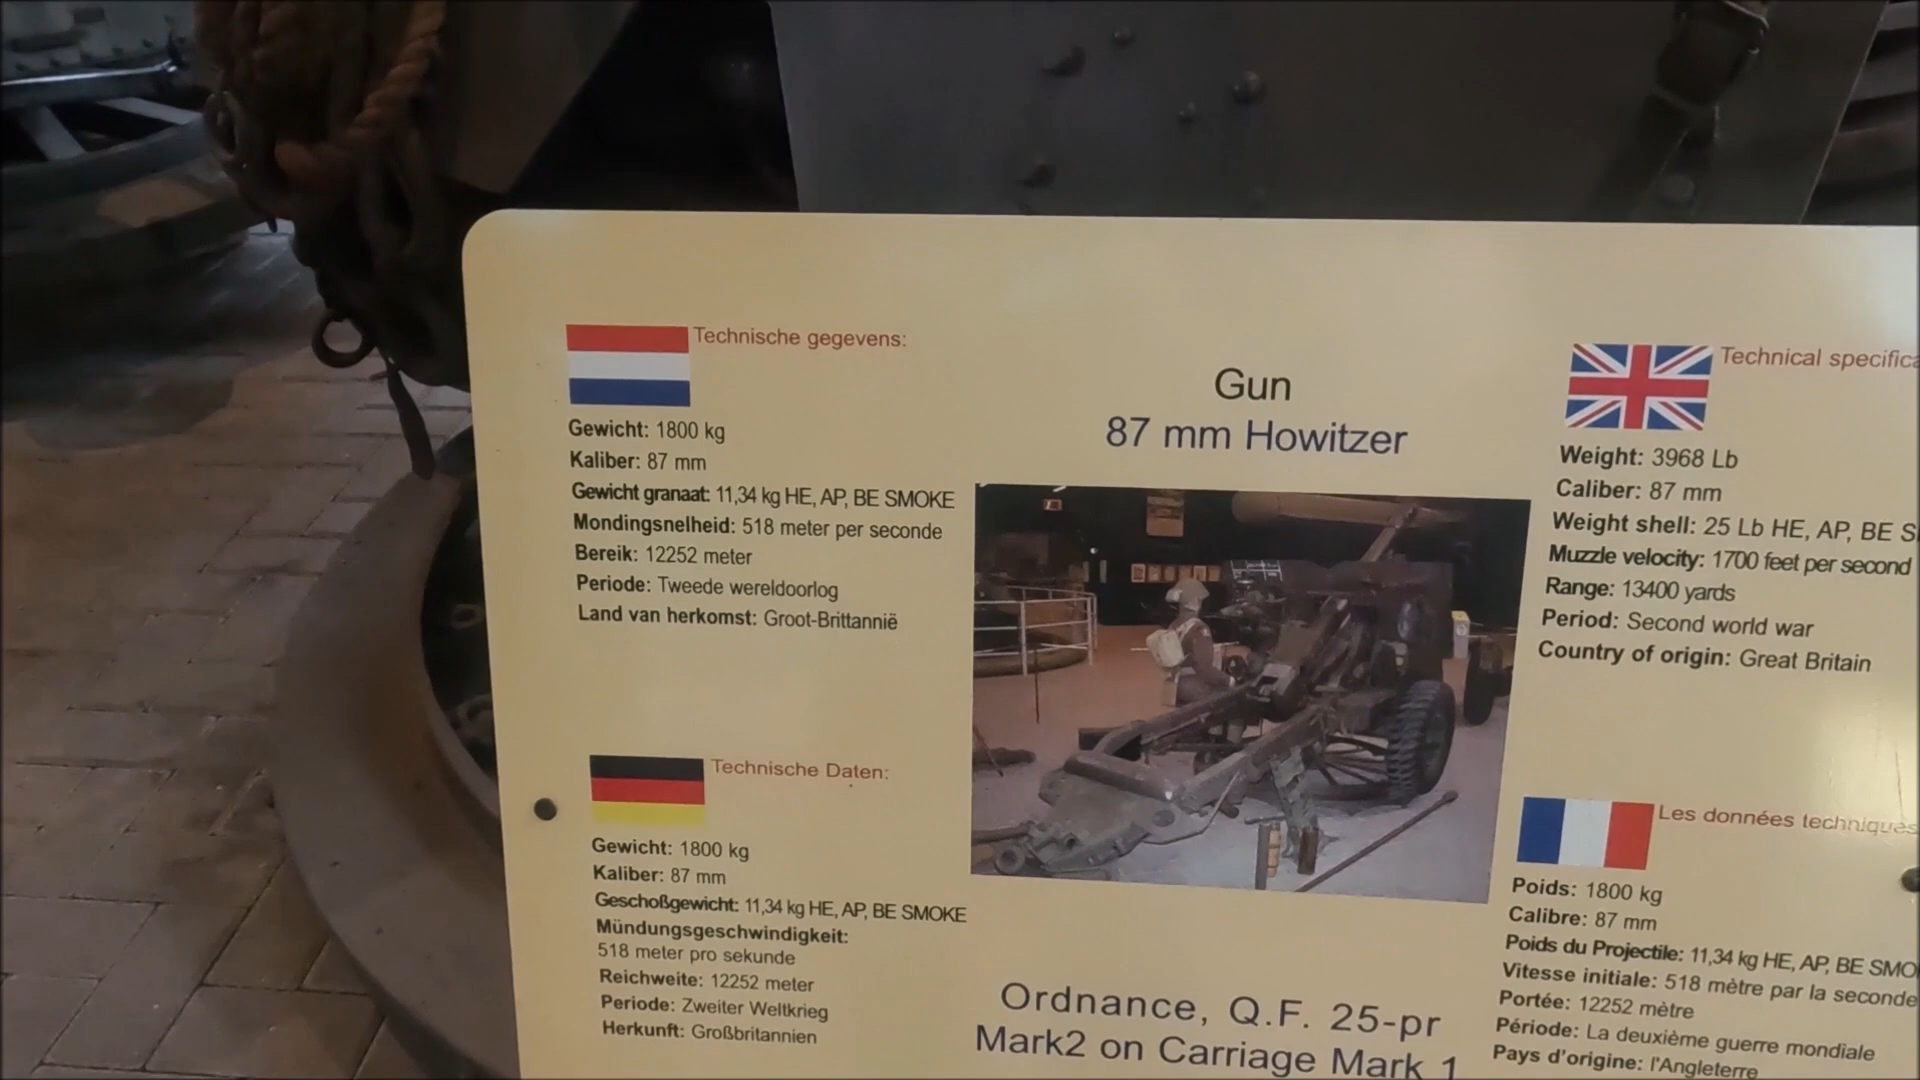 Technische gegevens:
Gewicht: 1800 kg
Kaliber: 87 mm
Gewicht granaat: 11,34 kg HE, AP, BE SMOKE
Mondingsnelheid: 518 meter per seconde
Bereik: 12252 meter
Periode: Tweede wereldoorlog
Land van herkomst: Groot-Brittannië
Technische Daten:
Gewicht: 1800 kg
Kaliber: 87 mm
Geschoßgewicht: 11,34 kg HE, AP, BE SMOKE
Mündungsgeschwindigkeit:
518 meter pro sekunde
Reichweite: 12252 meter
Periode: Zweiter Weltkrieg
Herkunft: Großbritannien
Gun
87 mm Howitzer
Ordnance, Q.F. 25-pr
Mark2 on Carriage Mark 1
Technical specifica
Weight: 3968 Lb
Caliber: 87 mm
Weight shell: 25 Lb HE, AP, BE S
Muzzle velocity: 1700 feet per second
Range: 13400 yards
Period: Second world war
Country of origin: Great Britain
Les données techniques
Poids: 1800 kg
Calibre: 87 mm
Poids du Projectile: 11,34 kg HE, AP, BE SMO
Vitesse initiale: 518 mètre par la seconde
Portée: 12252 mètre
Période: La deuxième guerre mondiale
Pays d'origine: l'Angleterre